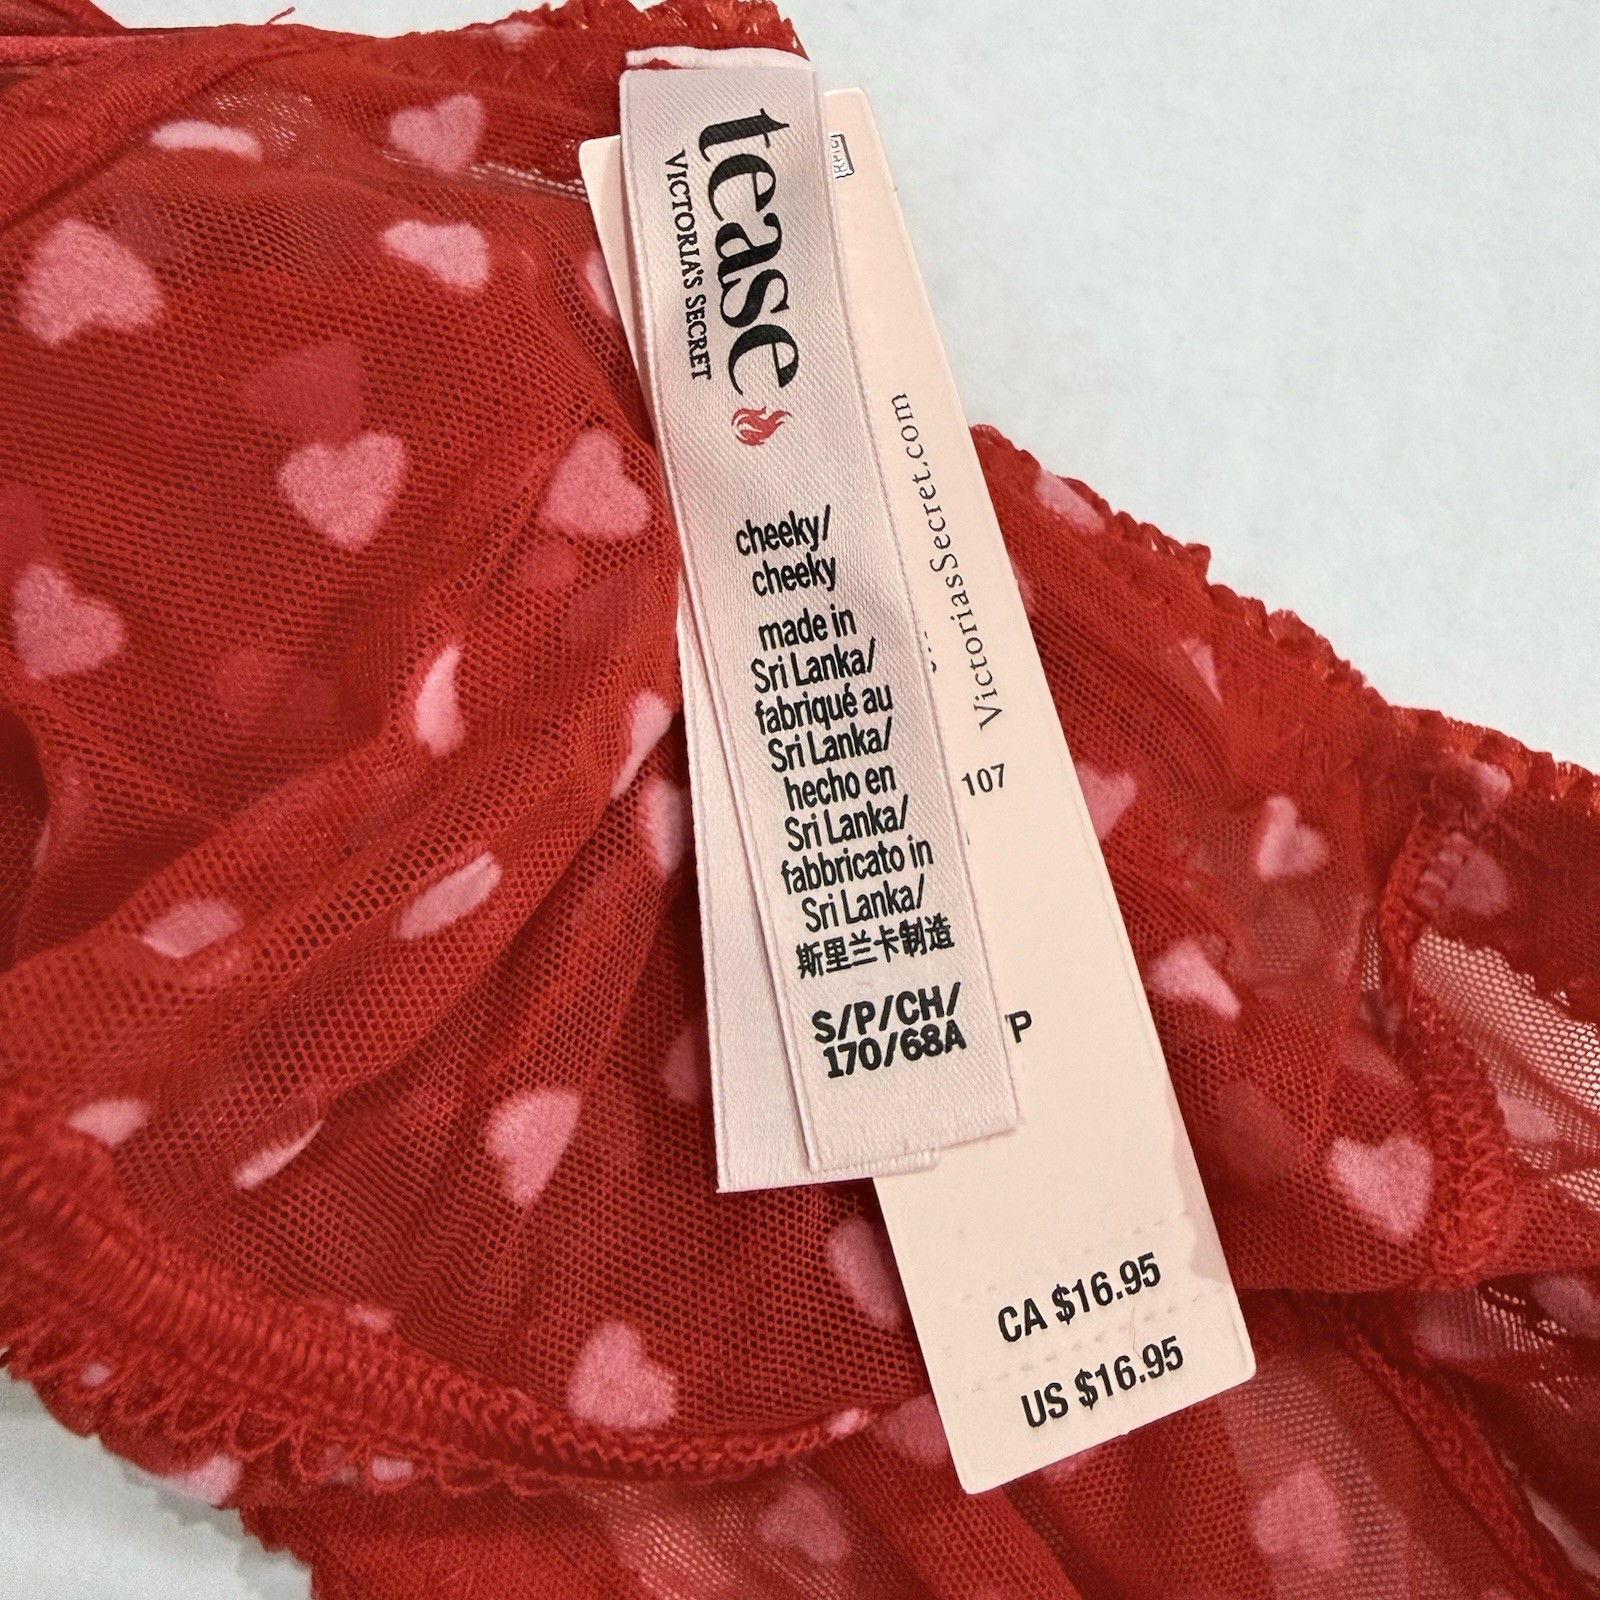 tease
VICTORIA'S SECRET
cheeky/
cheeky
made in
Sri Lanka/
fabriqué au
Sri Lanka/
hecho en
Sri Lanka/
fabbricato in
Sri Lanka/
斯里兰卡制造
S/P/CH/
170/68A
VictoriasSecret.com
107
P
CA $16.95
US $16.95